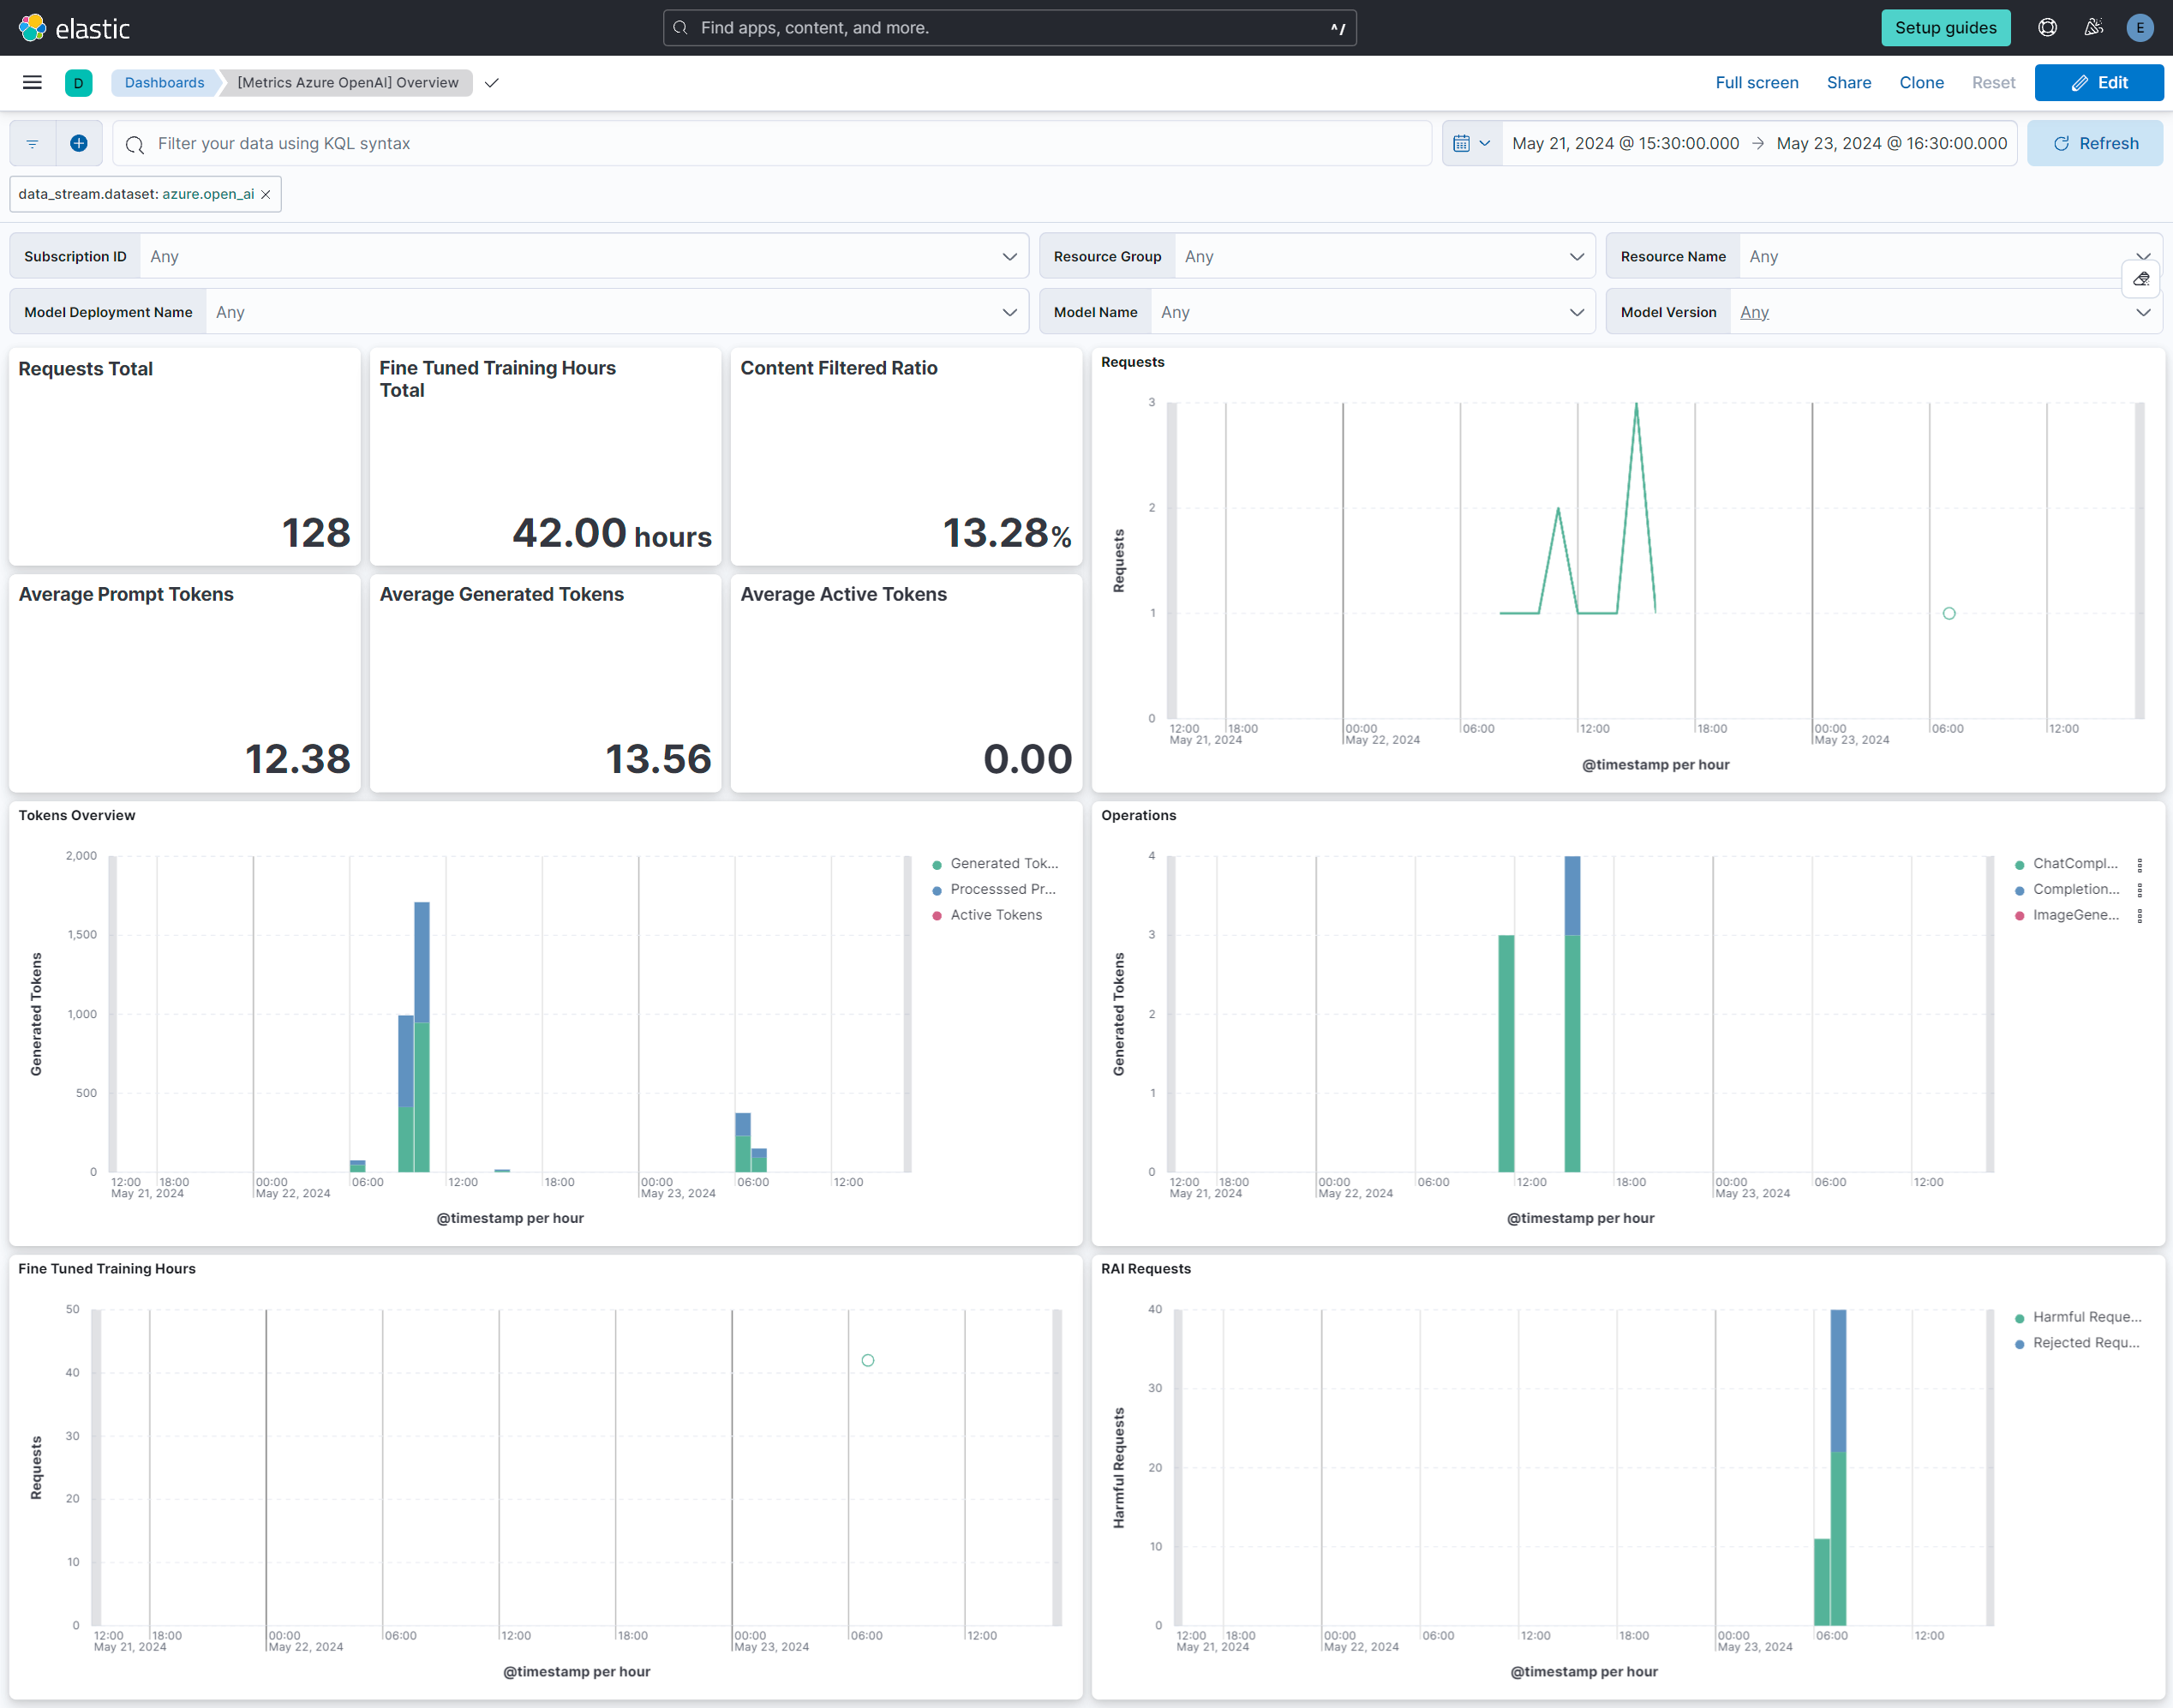 elastic
Find apps, content, and more.
^/
Setup guides
E
D
Dashboards
[Metrics Azure OpenAI] Overview
Full screen
Share
Clone
Reset
Edit
Filter your data using KQL syntax
May 21, 2024 @ 15:30:00.000 → May 23, 2024 @ 16:30:00.000
Refresh
data_stream.dataset: azure.open_ai ×
Subscription ID Any
Resource Group Any
Resource Name Any
Model Deployment Name Any
Model Name Any
Model Version Any
Requests Total
128
Fine Tuned Training Hours
Total
42.00 hours
Content Filtered Ratio
13.28%
Average Prompt Tokens
12.38
Average Generated Tokens
13.56
Average Active Tokens
0.00
Requests
Requests
3
2
1
0
12:00 18:00 00:00 06:00 12:00 18:00 00:00 06:00 12:00
May 21, 2024 May 22, 2024 May 23, 2024
@timestamp per hour
Tokens Overview
Generated Tokens
2,000
1,500
1,000
500
0
12:00 18:00 00:00 06:00 12:00 18:00 00:00 06:00 12:00
May 21, 2024 May 22, 2024 May 23, 2024
@timestamp per hour
Generated Tok...
Processsed Pr...
Active Tokens
Operations
Generated Tokens
4
3
2
1
0
12:00 18:00 00:00 06:00 12:00 18:00 00:00 06:00 12:00
May 21, 2024 May 22, 2024 May 23, 2024
@timestamp per hour
ChatCompl...
Completion...
ImageGene...
Fine Tuned Training Hours
Requests
50
40
30
20
10
0
12:00 18:00 00:00 06:00 12:00 18:00 00:00 06:00 12:00
May 21, 2024 May 22, 2024 May 23, 2024
@timestamp per hour
RAI Requests
Harmful Requests
40
30
20
10
0
12:00 18:00 00:00 06:00 12:00 18:00 00:00 06:00 12:00
May 21, 2024 May 22, 2024 May 23, 2024
@timestamp per hour
Harmful Reque...
Rejected Requ...